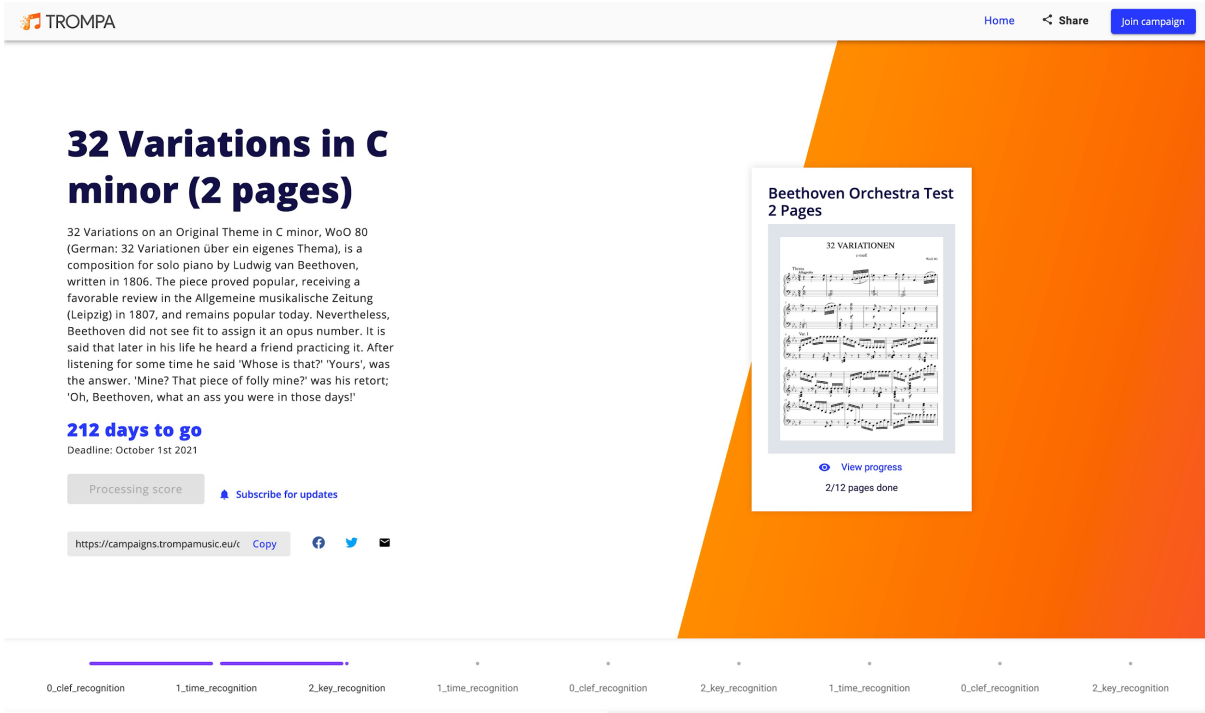 TROMPA
Home
Share
Join campaign
32 Variations in C
minor (2 pages)
32 Variations on an Original Theme in C minor, WoO 80
(German: 32 Variationen über ein eigenes Thema), is a
composition for solo piano by Ludwig van Beethoven,
written in 1806. The piece proved popular, receiving a
favorable review in the Allgemeine musikalische Zeitung
(Leipzig) in 1807, and remains popular today. Nevertheless,
Beethoven did not see fit to assign it an opus number. It is
said that later in his life he heard a friend practicing it. After
listening for some time he said 'Whose is that?' 'Yours', was
the answer. 'Mine? That piece of folly mine?' was his retort;
'Oh, Beethoven, what an ass you were in those days!'
212 days to go
Deadline: October 1st 2021
Processing score
Subscribe for updates
https://campaigns.trompamusic.eu/c
Copy
Beethoven Orchestra Test
2 Pages
32 VARIATIONEN
c-moll
Thema
Allegretto
Var. I
Var. II
View progress
2/12 pages done
0_clef_recognition
1_time_recognition
2_key_recognition
1_time_recognition
0_clef_recognition
2_key_recognition
1_time_recognition
0_clef_recognition
2_key_recognition